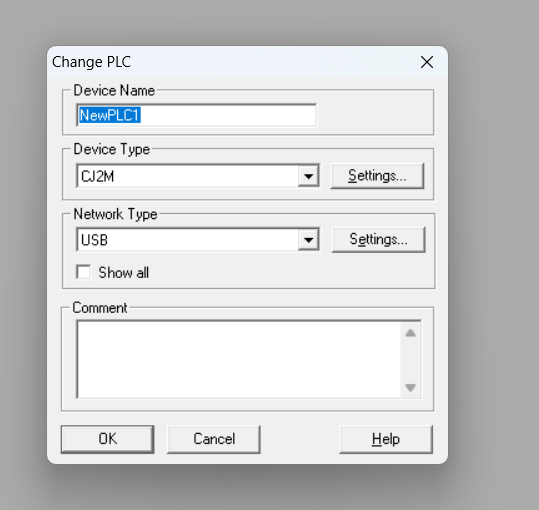 Change PLC
Device Name
NewPLC1
Device Type
CJ2M
Settings...
Network Type
USB
Settings...
Show all
Comment
OK
Cancel
Help